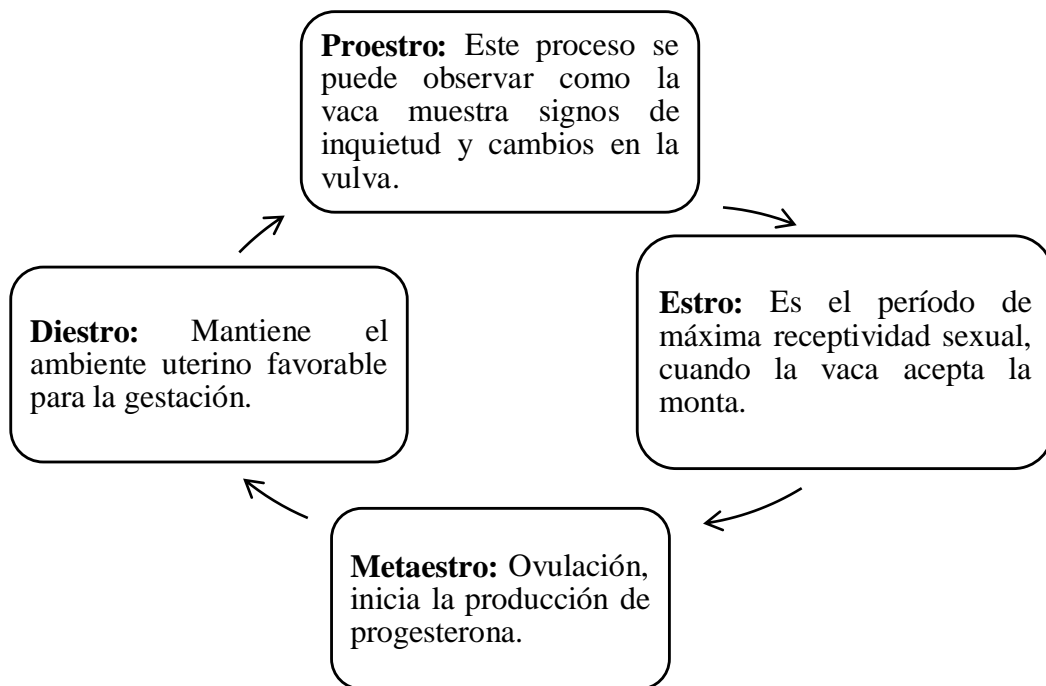 Proestro: Este proceso se
puede observar como la
vaca muestra signos de
inquietud y cambios en la
vulva.
Estro: Es el período de
máxima receptividad sexual,
cuando la vaca acepta la
monta.
Metaestro: Ovulación,
inicia la producción de
progesterona.
Diestro: Mantiene el
ambiente uterino favorable
para la gestación.